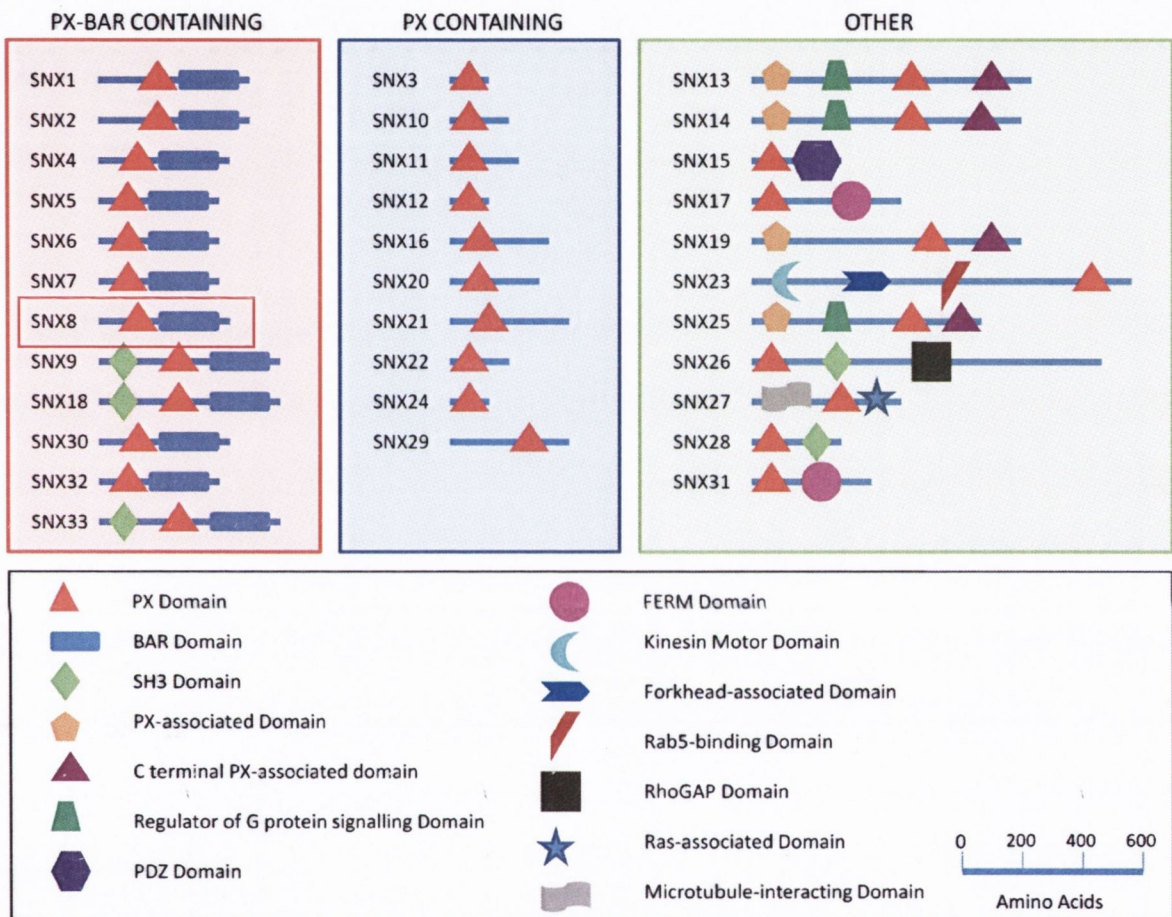 PX-BAR CONTAINING
SNX1
SNX2
SNX4
SNX5
SNX6
SNX7
SNX8
SNX9
SNX18
SNX30
SNX32
SNX33
PX CONTAINING
SNX3
SNX10
SNX11
SNX12
SNX16
SNX20
SNX21
SNX22
SNX24
SNX29
OTHER
SNX13
SNX14
SNX15
SNX17
SNX19
SNX23
SNX25
SNX26
SNX27
SNX28
SNX31
PX Domain
BAR Domain
SH3 Domain
PX-associated Domain
C terminal PX-associated domain
Regulator of G protein signalling Domain
PDZ Domain
FERM Domain
Kinesin Motor Domain
Forkhead-associated Domain
Rab5-binding Domain
RhoGAP Domain
Ras-associated Domain
Microtubule-interacting Domain
0 200 400 600
Amino Acids